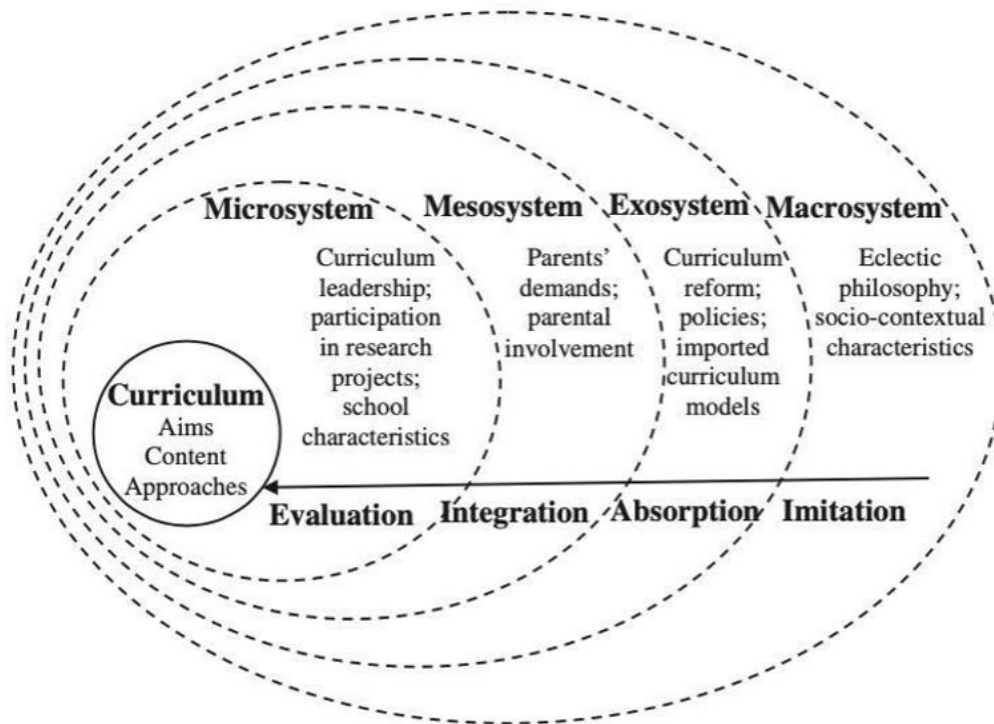 Microsystem
Curriculum
leadership;
participation
in research
projects;
school
characteristics
Mesosystem
Parents’
demands;
parental
involvement
Exosystem
Curriculum
reform;
policies;
imported
curriculum
models
Macrosystem
Eclectic
philosophy;
socio-contextual
characteristics
Curriculum
Aims
Content
Approaches
Evaluation
Integration
Absorption
Imitation